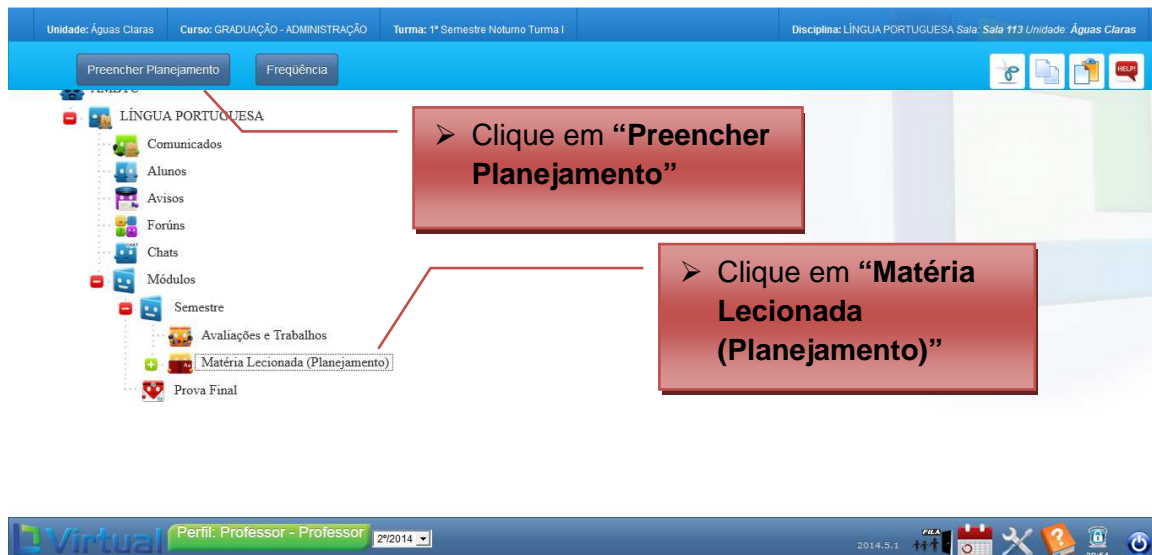 Unidade: Águas Claras Curso: GRADUAÇÃO - ADMINISTRAÇÃO Turma: 1º Semestre Noturno Turma I Disciplina: LÍNGUA PORTUGUESA Sala: Sala 113 Unidade: Águas Claras
Preencher Planejamento Freqüência HELP!
LÍNGUA PORTUGUESA
Comunicados
Alunos
Avisos
Forúns
Chats
Módulos
Semestre
Avaliações e Trabalhos
Matéria Lecionada (Planejamento)
Prova Final
➢ Clique em “Preencher
Planejamento”
➢ Clique em “Matéria
Lecionada
(Planejamento)”
Virtual Perfil: Professor - Professor 2º/2014 2014.5.1 FILA